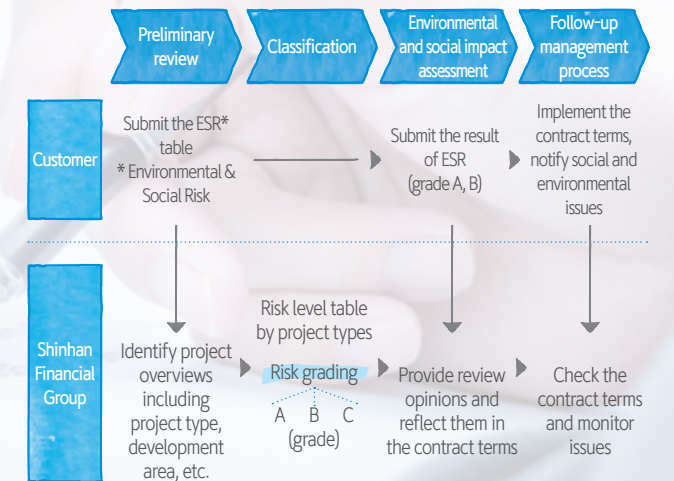 Preliminary
review
Classification
Environmental
and social impact
assessment
Follow-up
management
process
Customer
Submit the ESR*
table
* Environmental &
Social Risk
Submit the result
of ESR
(grade A, B)
Implement the
contract terms,
notify social and
environmental
issues
Shinhan
Financial
Group
Identify project
overviews
including
project type,
development
area, etc.
Risk level table
by project types
Risk grading
A B C
(grade)
Provide review
opinions and
reflect them in
the contract terms
Check the
contract terms
and monitor
issues